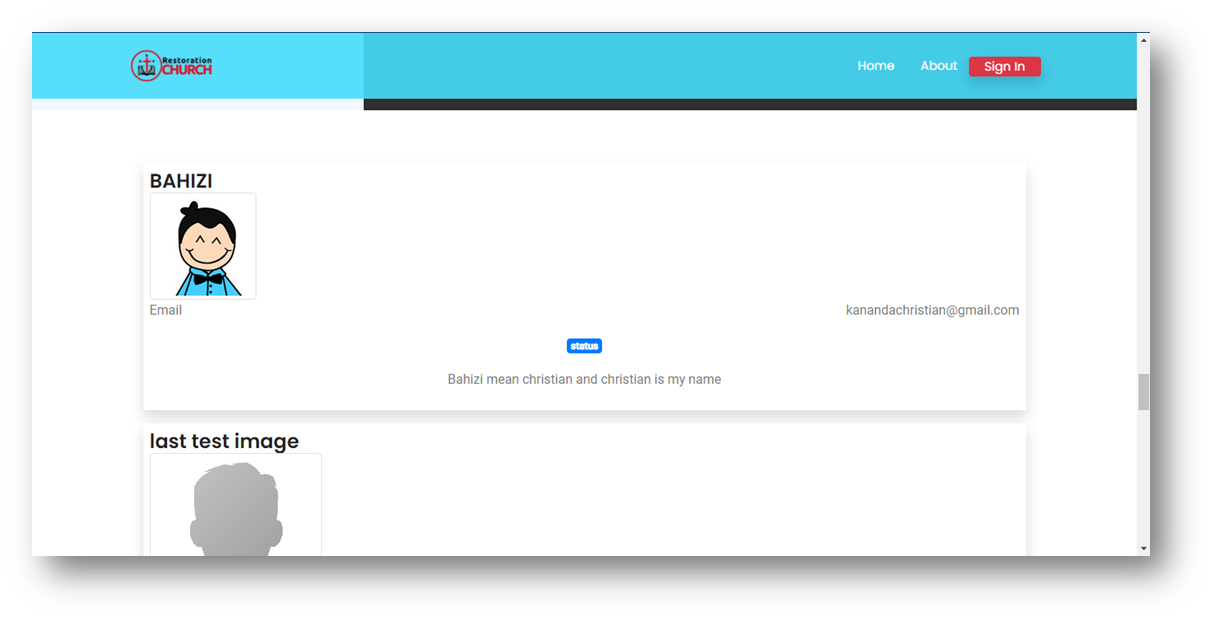 Restoration
CHURCH
Home About Sign In
BAHIZI
Email kanandachristian@gmail.com
status
Bahizi mean christian and christian is my name
last test image